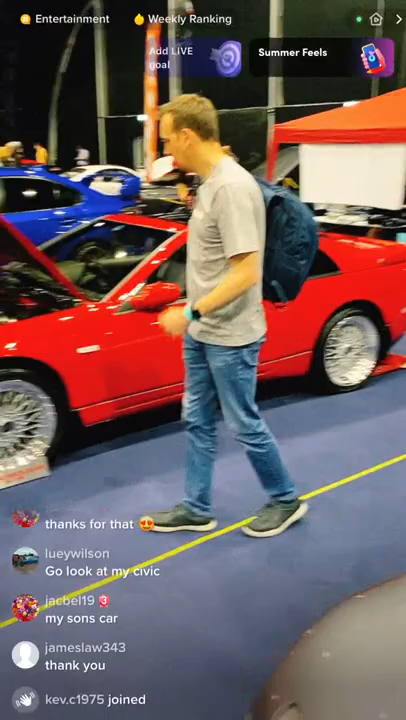 Entertainment
Weekly Ranking
Add LIVE
goal
Summer Feels
thanks for that 😍
lueywilson
Go look at my civic
jacbel19
my sons car
jameslaw343
thank you
kev.c1975 joined